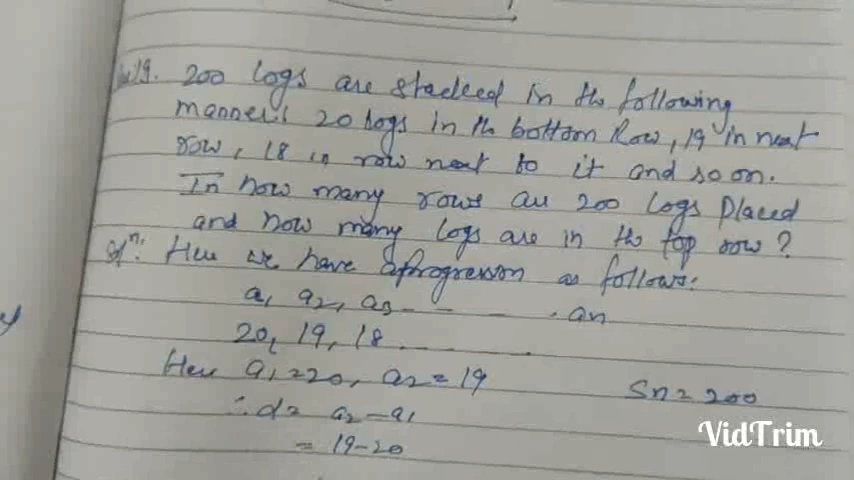 19. 200 logs are stacked in the following
manner: 20 logs in the bottom Row, 19 in next
row, 18 in row next to it and so on.
In how many rows are 200 logs placed
and how many logs are in the top row?
Solⁿ: Here we have A progression as follows:
a₁ a₂, a₃ - - - . an
20, 19, 18 - - - .
Here a₁ = 20, a₂ = 19 Sn = 200
∴ d = a₂ - a₁
= 19-20
VidTrim